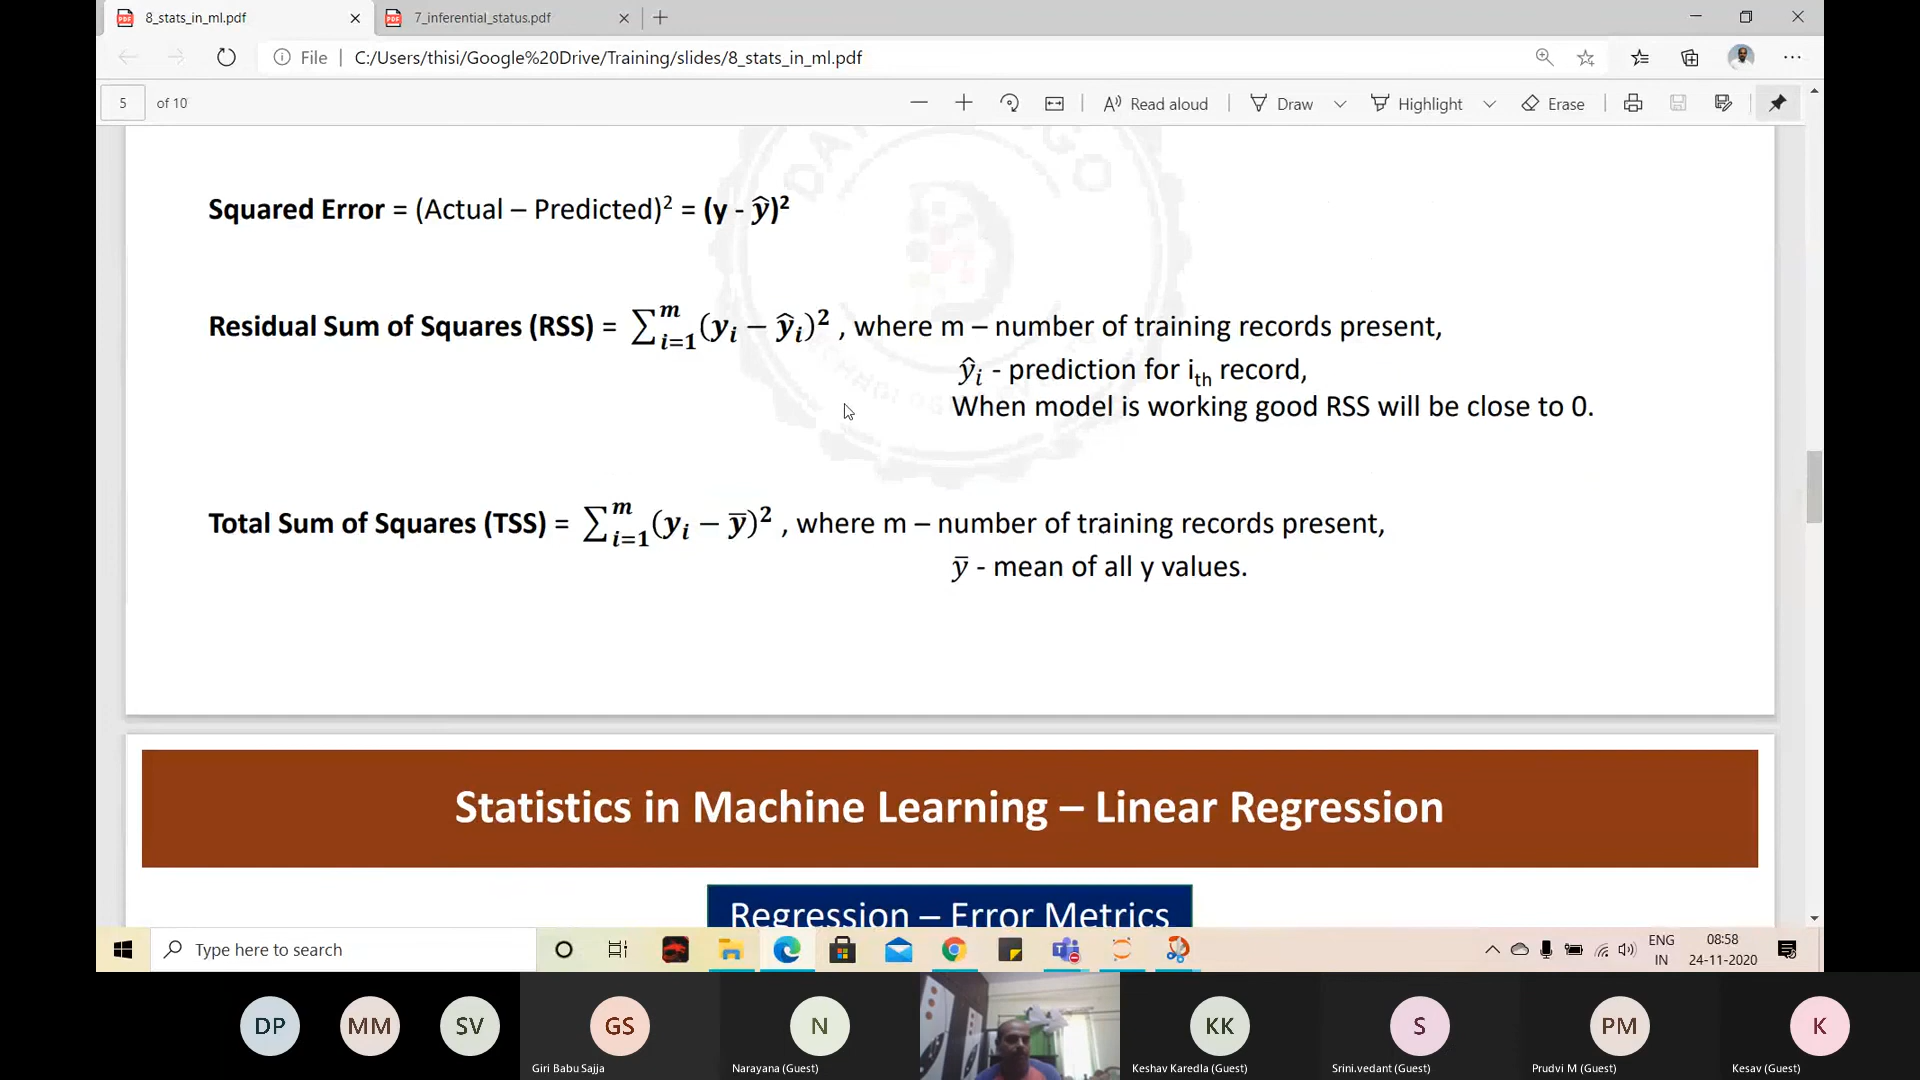 8_stats_in_ml.pdf
7_inferential_status.pdf
File
C:/Users/thisi/Google%20Drive/Training/slides/8_stats_in_ml.pdf
5 of 10
Read aloud
Draw
Highlight
Erase
Squared Error = (Actual – Predicted)² = (y - ŷ)²
Residual Sum of Squares (RSS) = ∑ᵐᵢ₌₁(yᵢ − ŷᵢ)² , where m – number of training records present,
ŷᵢ - prediction for iₜₕ record,
When model is working good RSS will be close to 0.
Total Sum of Squares (TSS) = ∑ᵐᵢ₌₁(yᵢ − ȳ)² , where m – number of training records present,
ȳ - mean of all y values.
Statistics in Machine Learning – Linear Regression
Regression – Error Metrics
Type here to search
ENG
IN
08:58
24-11-2020
DP
MM
SV
GS
N
KK
S
PM
K
Giri Babu Sajja
Narayana (Guest)
Keshav Karedla (Guest)
Srini.vedant (Guest)
Prudvi M (Guest)
Kesav (Guest)